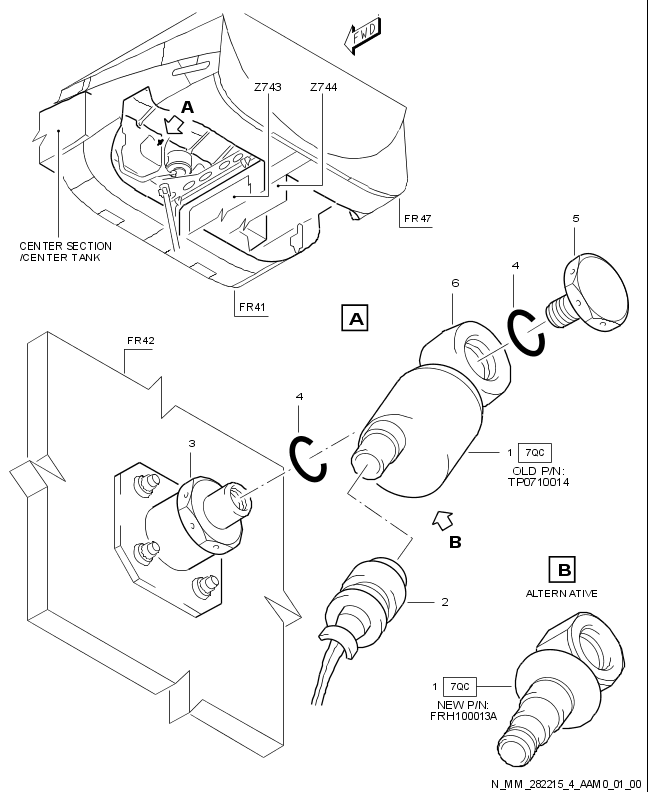 FWD
Z743 Z744
A
FR47
CENTER SECTION
/CENTER TANK
FR41
5
4
6
A
FR42
4
3
1 7QC
OLD P/N:
TP0710014
B
B
ALTERNATIVE
2
1 7QC
NEW P/N:
FRH100013A
N_MM_282215_4_AAM0_01_00